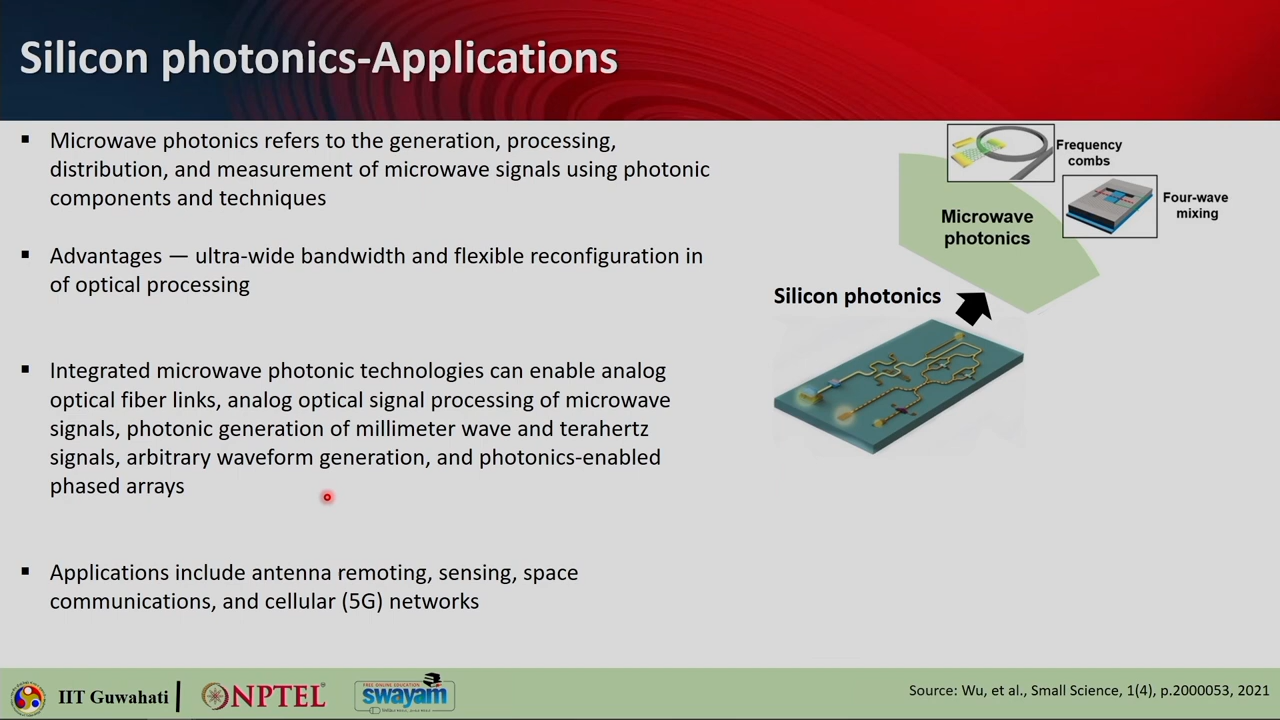 Silicon photonics-Applications
▪ Microwave photonics refers to the generation, processing,
distribution, and measurement of microwave signals using photonic
components and techniques
▪ Advantages — ultra-wide bandwidth and flexible reconfiguration in
of optical processing
▪ Integrated microwave photonic technologies can enable analog
optical fiber links, analog optical signal processing of microwave
signals, photonic generation of millimeter wave and terahertz
signals, arbitrary waveform generation, and photonics-enabled
phased arrays
▪ Applications include antenna remoting, sensing, space
communications, and cellular (5G) networks
Frequency
combs
Four-wave
mixing
Microwave
photonics
Silicon photonics
IIT Guwahati
NPTEL
FREE ONLINE EDUCATION
swayam
Source: Wu, et al., Small Science, 1(4), p.2000053, 2021